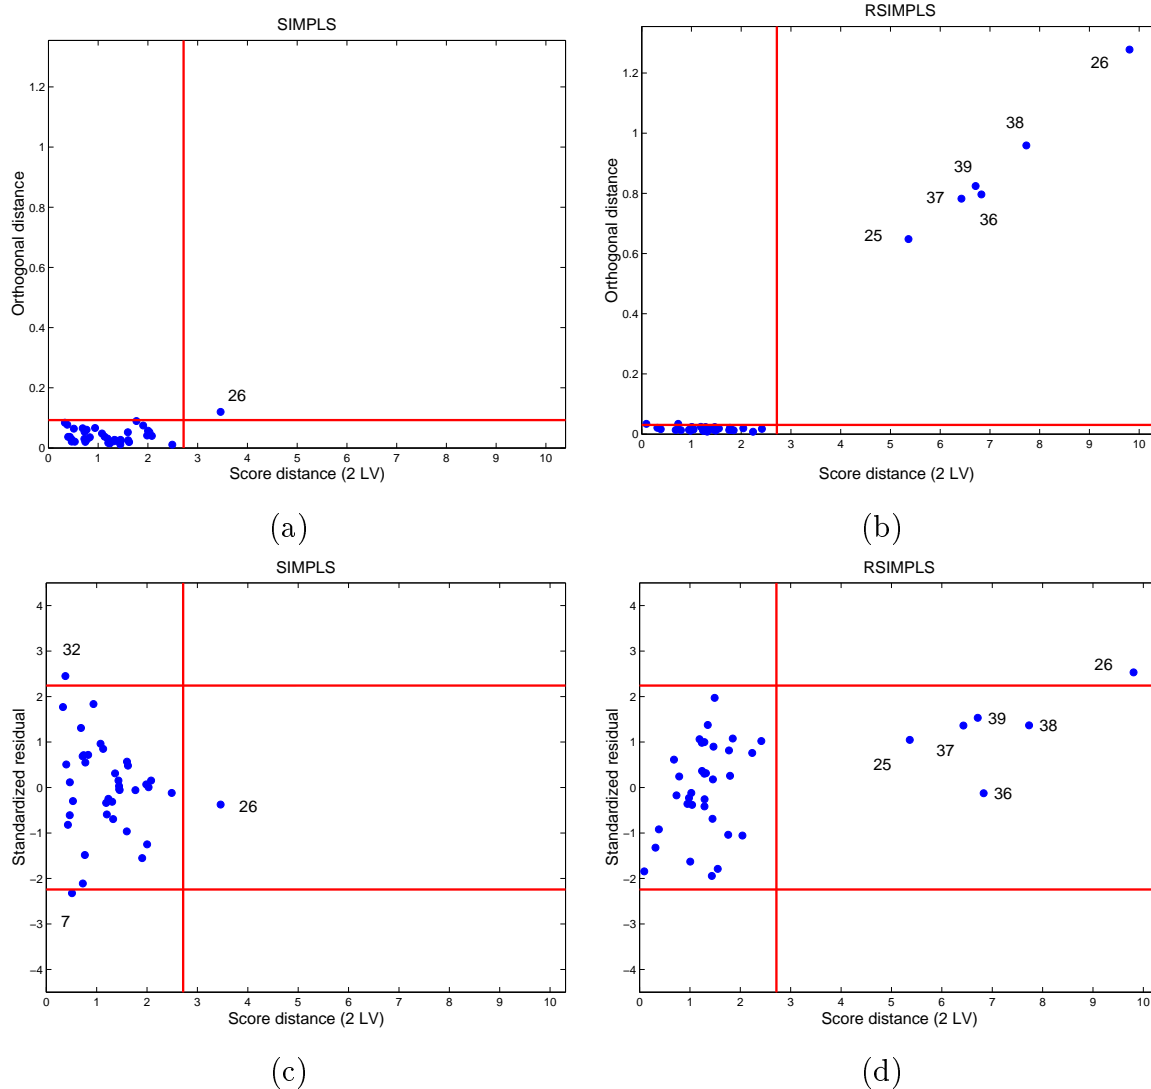 SIMPLS
Orthogonal distance
1.2
1
0.8
0.6
0.4
0.2
0
26
0 1 2 3 4 5 6 7 8 9 10
Score distance (2 LV)
(a)
RSIMPLS
Orthogonal distance
1.2
1
0.8
0.6
0.4
0.2
0
26
38
39
37
36
25
0 1 2 3 4 5 6 7 8 9 10
Score distance (2 LV)
(b)
SIMPLS
Standardized residual
4
3
2
1
0
−1
−2
−3
−4
32
26
7
0 1 2 3 4 5 6 7 8 9 10
Score distance (2 LV)
(c)
RSIMPLS
Standardized residual
4
3
2
1
0
−1
−2
−3
−4
26
39
38
37
25
36
0 1 2 3 4 5 6 7 8 9 10
Score distance (2 LV)
(d)